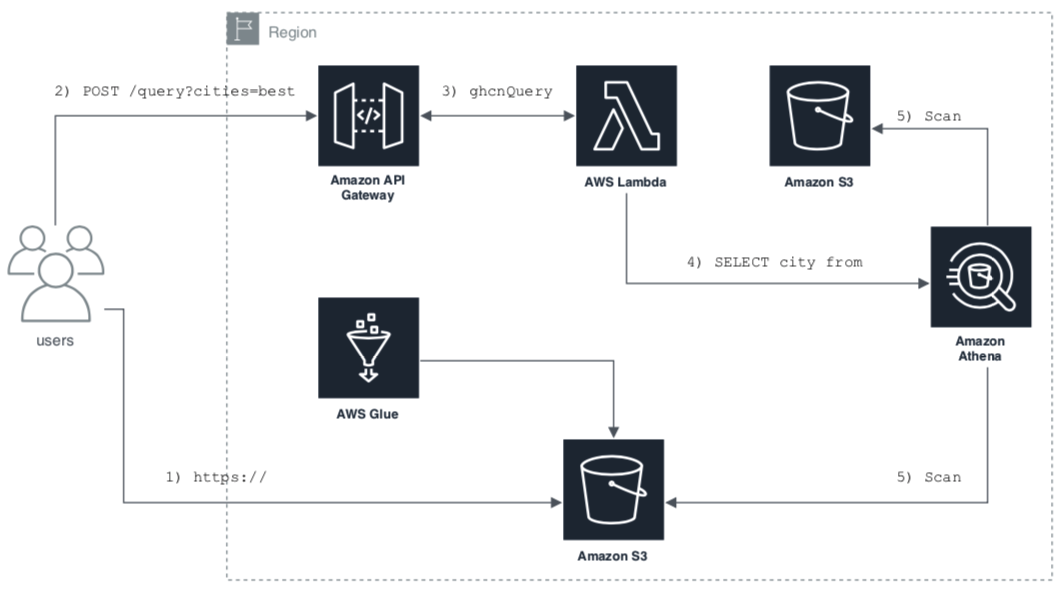 Region
2) POST /query?cities=best
3) ghcnQuery
5) Scan
Amazon API
Gateway
AWS Lambda
Amazon S3
4) SELECT city from
users
Amazon
Athena
AWS Glue
1) https://
5) Scan
Amazon S3